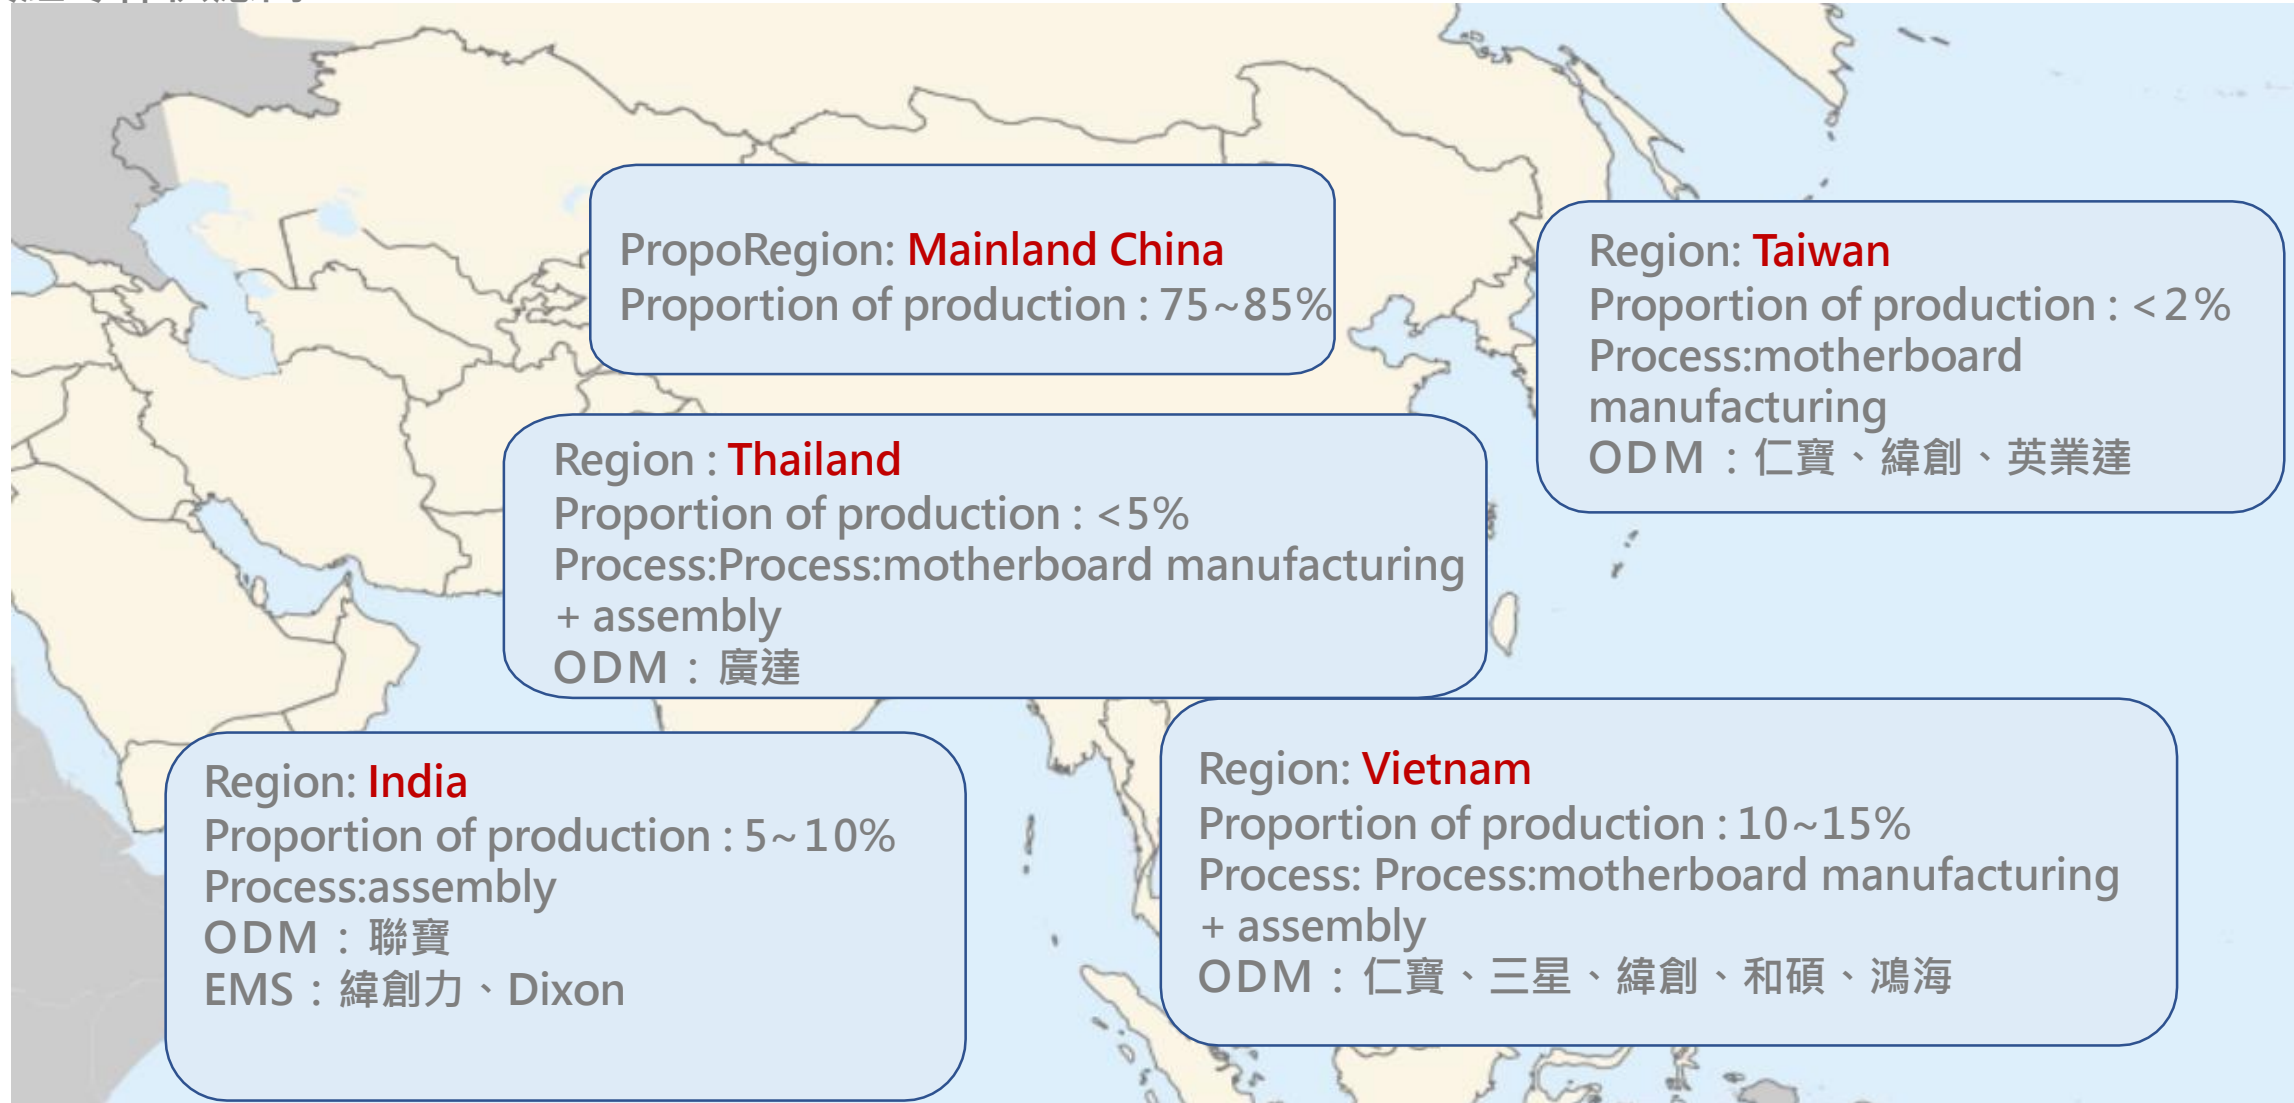 PropoRegion: Mainland China
Proportion of production : 75~85%
Region: Taiwan
Proportion of production : <2%
Process:motherboard
manufacturing
ODM：仁寶、緯創、英業達
Region : Thailand
Proportion of production : <5%
Process:Process:motherboard manufacturing
+ assembly
ODM：廣達
Region: India
Proportion of production : 5~10%
Process:assembly
ODM：聯寶
EMS：緯創力、Dixon
Region: Vietnam
Proportion of production : 10~15%
Process: Process:motherboard manufacturing
+ assembly
ODM：仁寶、三星、緯創、和碩、鴻海